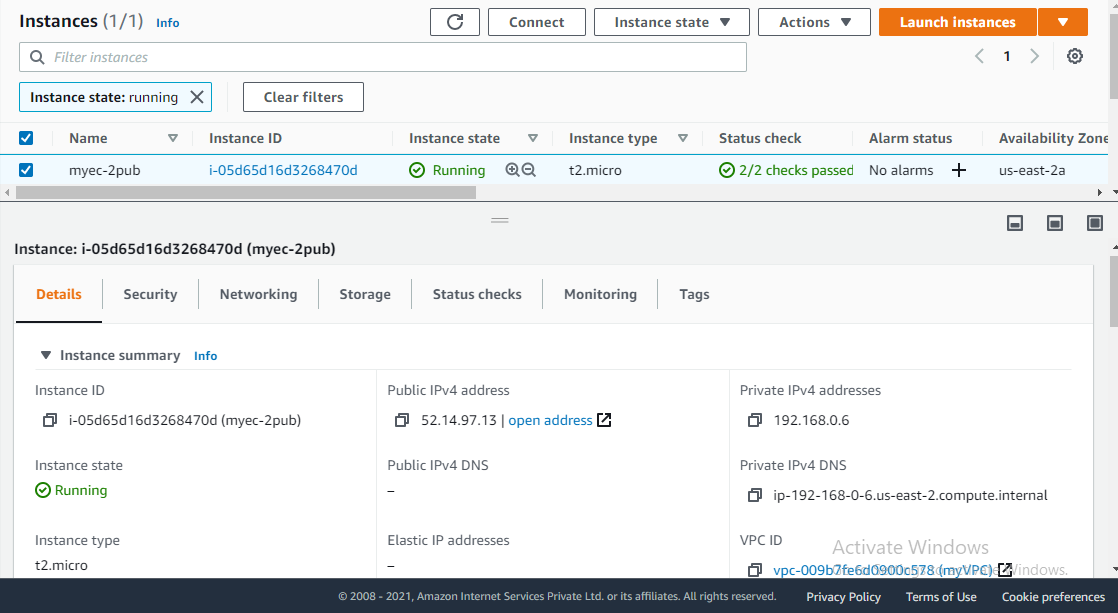 Instances (1/1) Info
Connect Instance state Actions Launch instances
Filter instances 1
Instance state: running Clear filters
Name Instance ID Instance state Instance type Status check Alarm status Availability Zone
myec-2pub i-05d65d16d3268470d Running t2.micro 2/2 checks passed No alarms us-east-2a
Instance: i-05d65d16d3268470d (myec-2pub)
Details Security Networking Storage Status checks Monitoring Tags
Instance summary Info
Instance ID Public IPv4 address Private IPv4 addresses
i-05d65d16d3268470d (myec-2pub) 52.14.97.13 | open address 192.168.0.6
Instance state Public IPv4 DNS Private IPv4 DNS
Running – ip-192-168-0-6.us-east-2.compute.internal
Instance type Elastic IP addresses VPC ID
Activate Windows
t2.micro – (myVPC) Windows.
© 2008 - 2021, Amazon Internet Services Private Ltd. or its affiliates. All rights reserved. Privacy Policy Terms of Use Cookie preferences